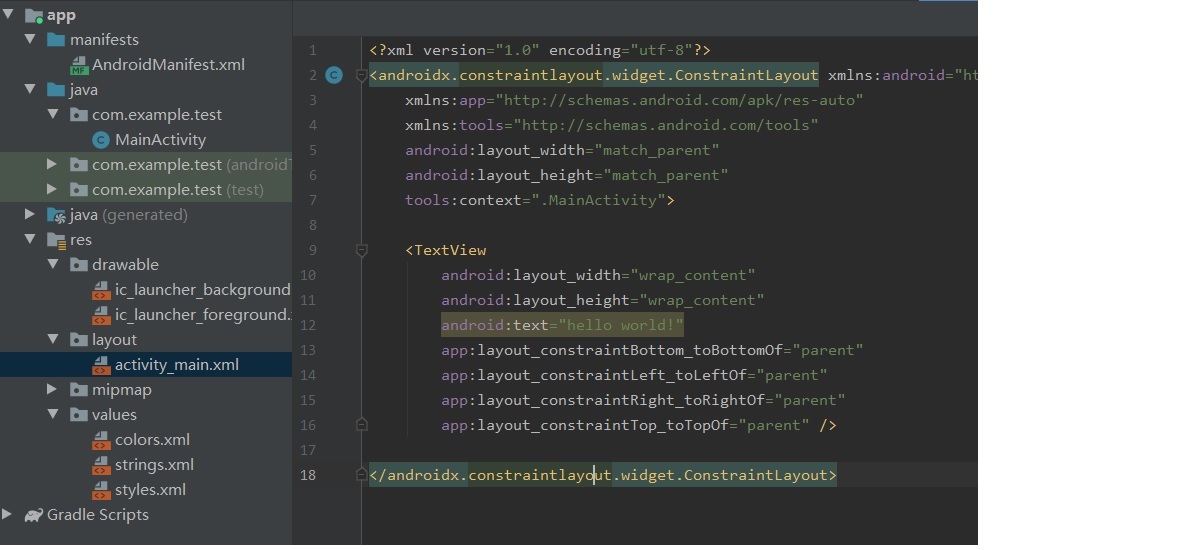 app
manifests
AndroidManifest.xml
java
com.example.test
MainActivity
com.example.test (android
com.example.test (test)
java (generated)
res
drawable
ic_launcher_background
ic_launcher_foreground.
layout
activity_main.xml
mipmap
values
colors.xml
strings.xml
styles.xml
Gradle Scripts
1 <?xml version="1.0" encoding="utf-8"?>
2 <androidx.constraintlayout.widget.ConstraintLayout xmlns:android="ht
3 xmlns:app="http://schemas.android.com/apk/res-auto"
4 xmlns:tools="http://schemas.android.com/tools"
5 android:layout_width="match_parent"
6 android:layout_height="match_parent"
7 tools:context=".MainActivity">
8
9 <TextView
10 android:layout_width="wrap_content"
11 android:layout_height="wrap_content"
12 android:text="hello world!"
13 app:layout_constraintBottom_toBottomOf="parent"
14 app:layout_constraintLeft_toLeftOf="parent"
15 app:layout_constraintRight_toRightOf="parent"
16 app:layout_constraintTop_toTopOf="parent" />
17
18 </androidx.constraintlayout.widget.ConstraintLayout>